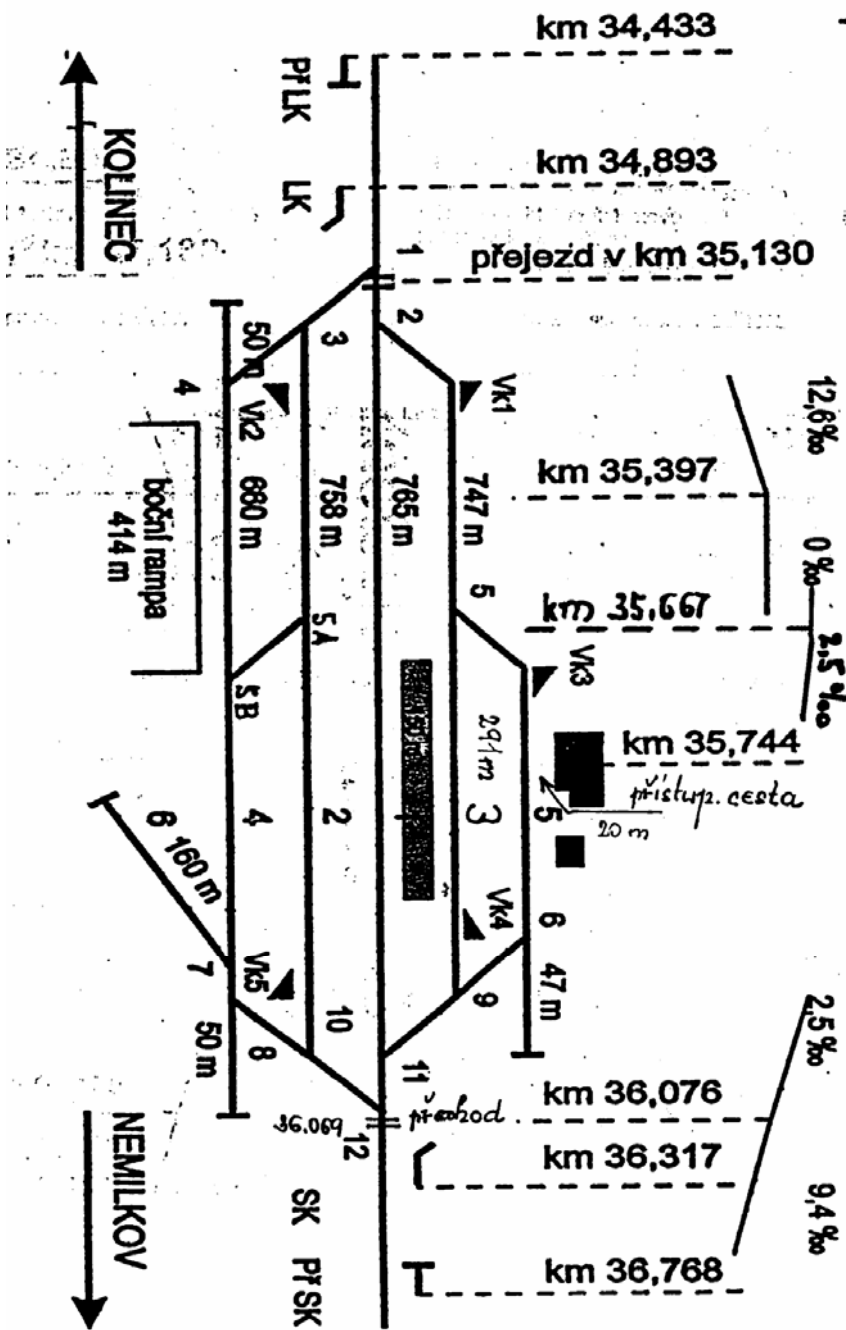 km 34,433
PřLK
km 34,893
LK
KOLINEC
1
přejezd v km 35,130
2
3
50 m
4
Vk2
Vk1
12,6‰
km 35,397
boční rampa
414 m
680 m
758 m
765 m
747 m
0‰
5
km 35,667
2,5‰
5A
5B
Vk3
km 35,744
přístup. cesta
20 m
291 m
6 160 m
4
2
3
5
Vk4
6
47 m
7
Vk5
50 m
8
10
9
11
2,5‰
km 36,076
přechod
36.069
12
km 36,317
NEMILKOV
SK
PřSK
9,4‰
km 36,768